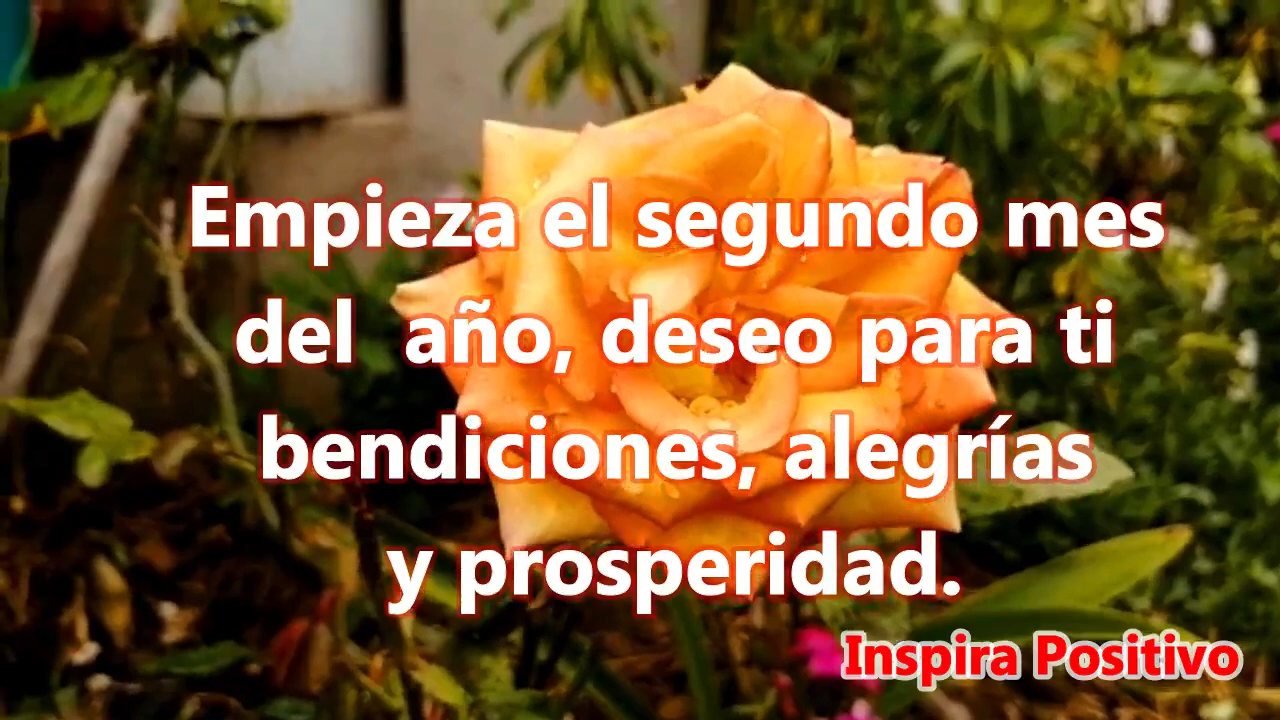 Empieza el segundo mes
del año, deseo para ti
bendiciones, alegrías
y prosperidad.
Inspira Positivo